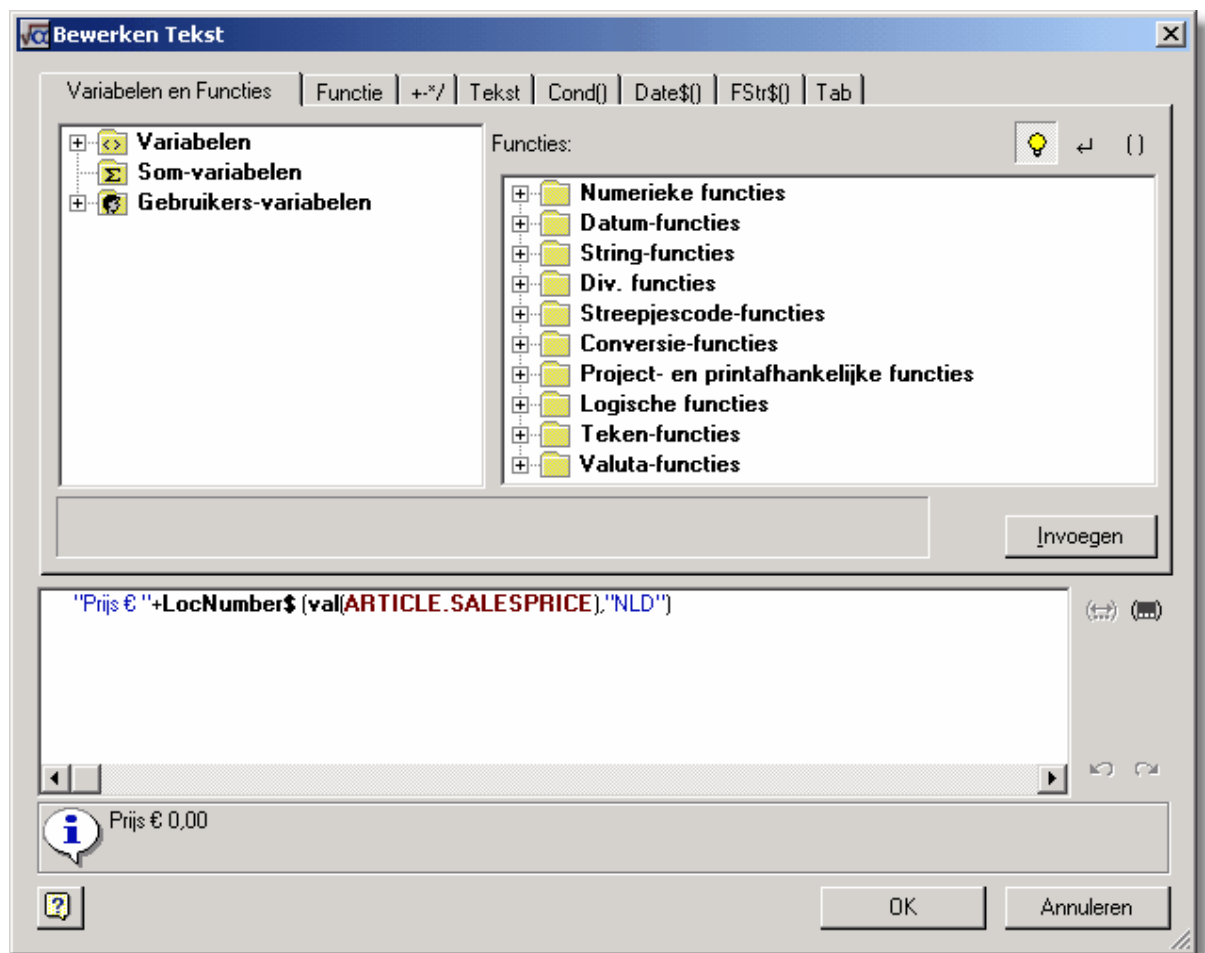 Bewerken Tekst
Variabelen en Functies Functie +-*/ Tekst Cond() Date$() FStr$() Tab
Variabelen
Som-variabelen
Gebruikers-variabelen
Functies:
Numerieke functies
Datum-functies
String-functies
Div. functies
Streepjescode-functies
Conversie-functies
Project- en printafhankelijke functies
Logische functies
Teken-functies
Valuta-functies
Invoegen
"Prijs € "+LocNumber$ (val(ARTICLE.SALESPRICE),"NLD")
Prijs € 0,00
OK Annuleren